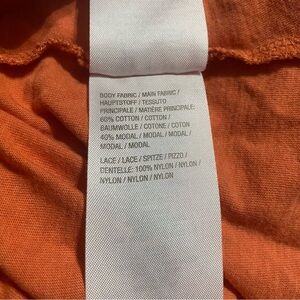 BODY FABRIC / MAIN FABRIC /
HAUPTSTOFF / TESSUTO
PRINCIPALE / MATIÈRE PRINCIPALE:
60% COTTON / COTTON /
BAUMWOLLE / COTONE / COTON
40% MODAL / MODAL / MODAL /
MODAL / MODAL
LACE / LACE / SPITZE / PIZZO /
DENTELLE: 100% NYLON / NYLON /
NYLON / NYLON / NYLON